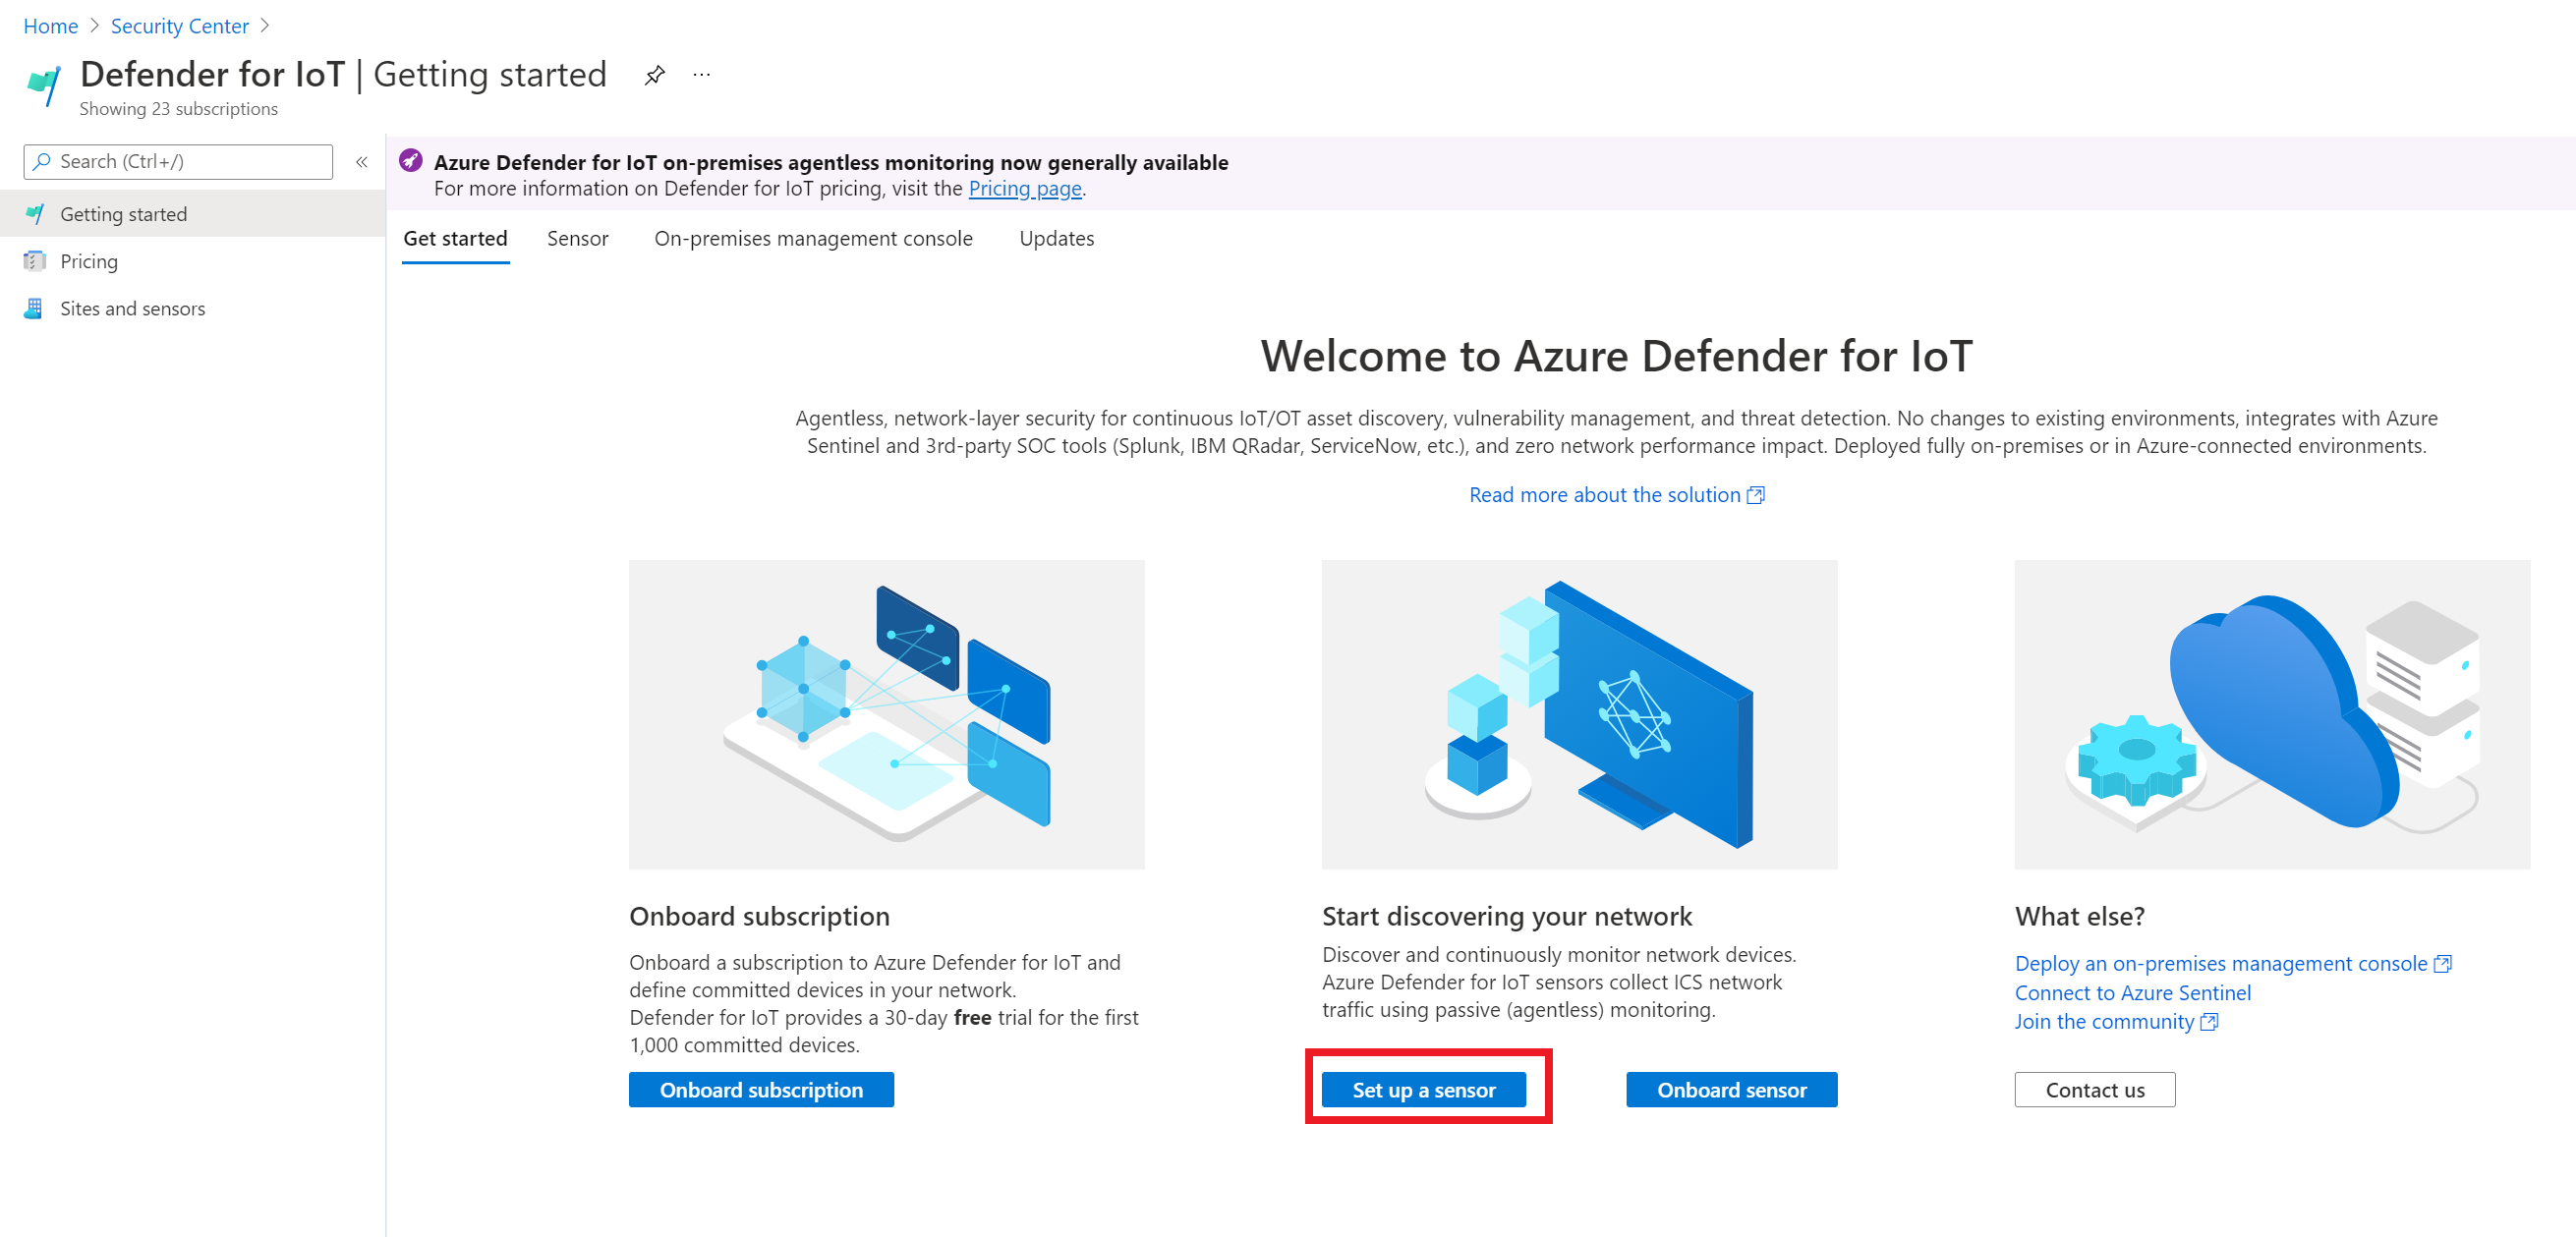 Home > Security Center >
Defender for IoT | Getting started
Showing 23 subscriptions
Search (Ctrl+/)
Getting started
Pricing
Sites and sensors
Azure Defender for IoT on-premises agentless monitoring now generally available
For more information on Defender for IoT pricing, visit the Pricing page.
Get started Sensor On-premises management console Updates
Welcome to Azure Defender for IoT
Agentless, network-layer security for continuous IoT/OT asset discovery, vulnerability management, and threat detection. No changes to existing environments, integrates with Azure
Sentinel and 3rd-party SOC tools (Splunk, IBM QRadar, ServiceNow, etc.), and zero network performance impact. Deployed fully on-premises or in Azure-connected environments.
Read more about the solution
Onboard subscription
Onboard a subscription to Azure Defender for IoT and
define committed devices in your network.
Defender for IoT provides a 30-day free trial for the first
1,000 committed devices.
Onboard subscription
Start discovering your network
Discover and continuously monitor network devices.
Azure Defender for IoT sensors collect ICS network
traffic using passive (agentless) monitoring.
Set up a sensor Onboard sensor
What else?
Deploy an on-premises management console
Connect to Azure Sentinel
Join the community
Contact us